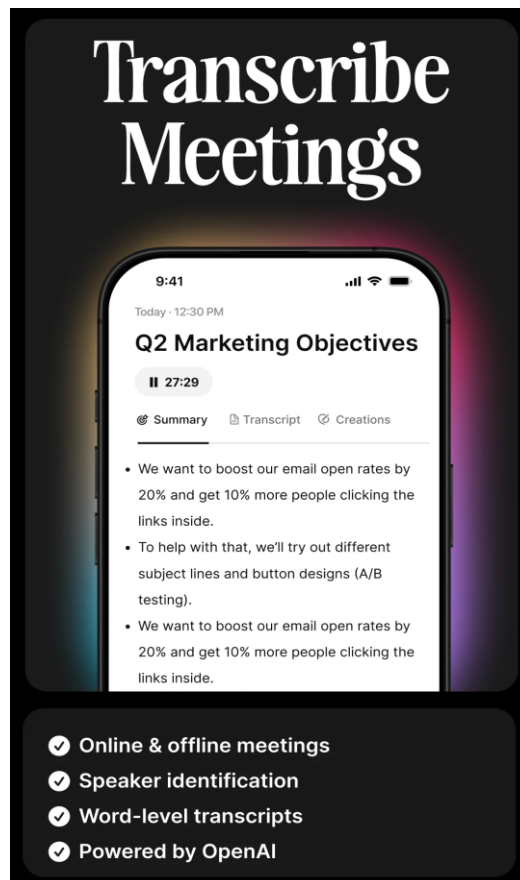 Transcribe
Meetings
9:41
Today · 12:30 PM
Q2 Marketing Objectives
27:29
Summary Transcript Creations
• We want to boost our email open rates by
20% and get 10% more people clicking the
links inside.
• To help with that, we’ll try out different
subject lines and button designs (A/B
testing).
• We want to boost our email open rates by
20% and get 10% more people clicking the
links inside.
Online & offline meetings
Speaker identification
Word-level transcripts
Powered by OpenAI